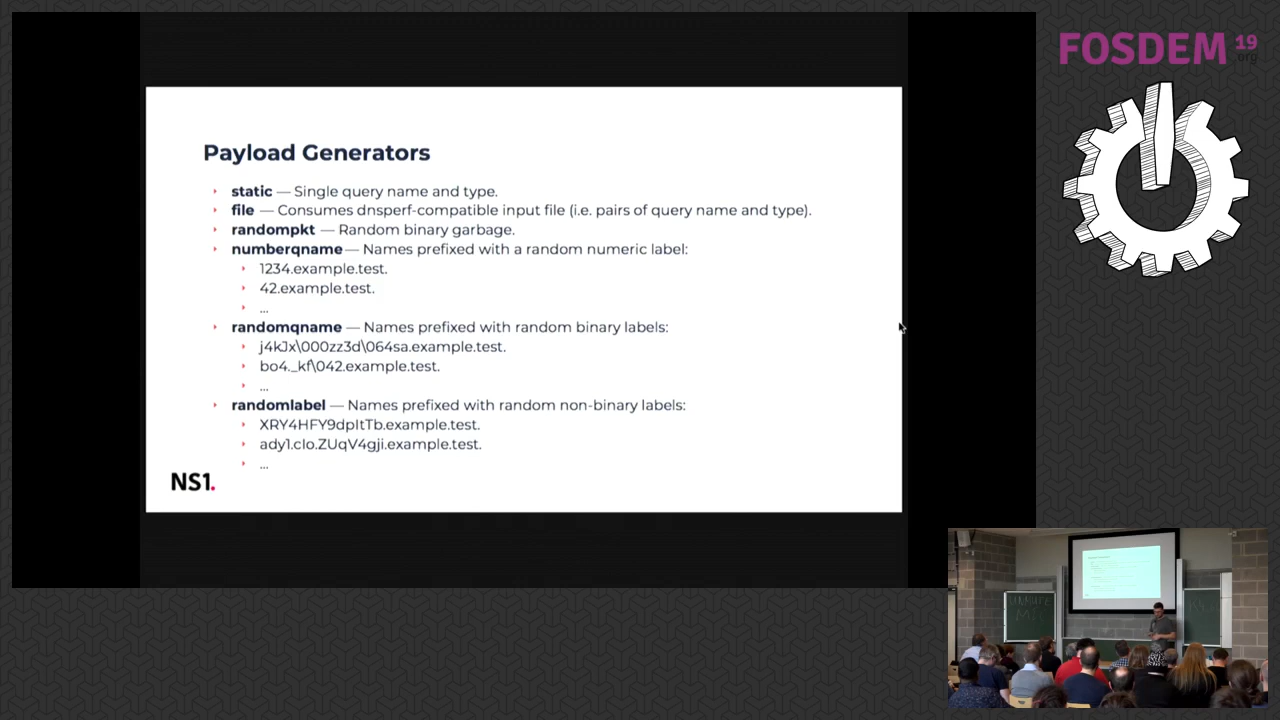 FOSDEM 19
.org
Payload Generators
static — Single query name and type.
file — Consumes dnsperf-compatible input file (i.e. pairs of query name and type).
randompkt — Random binary garbage.
numberqname — Names prefixed with a random numeric label:
1234.example.test.
42.example.test.
...
randomqname — Names prefixed with random binary labels:
j4kJx\000zz3d\064sa.example.test.
bo4._kf\042.example.test.
...
randomlabel — Names prefixed with random non-binary labels:
XRY4HFY9dpItTb.example.test.
ady1.cIo.ZUqV4gji.example.test.
...
NS1.